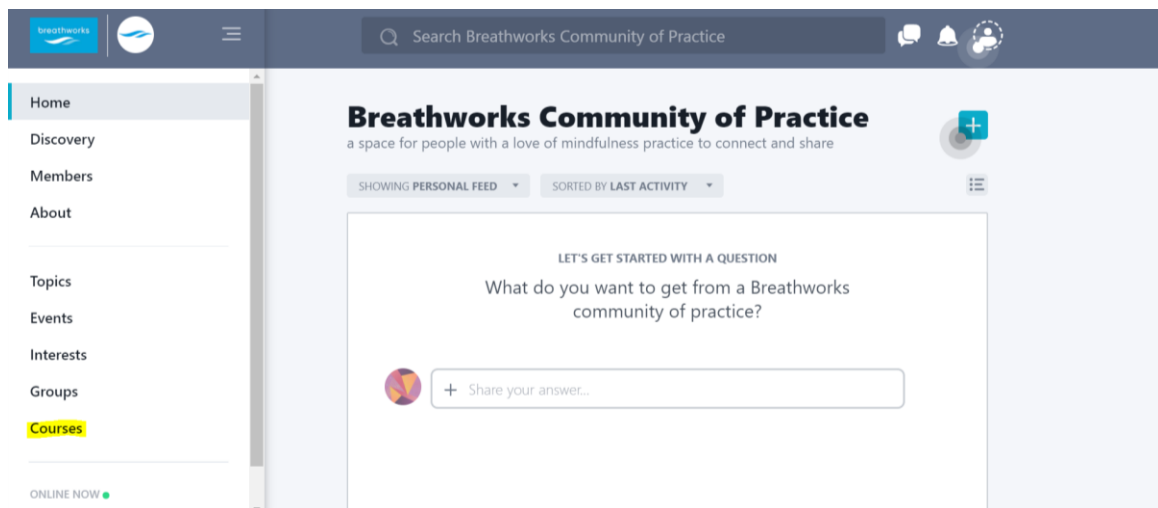 breathworks
Search Breathworks Community of Practice
Home
Discovery
Members
About
Topics
Events
Interests
Groups
Courses
ONLINE NOW
Breathworks Community of Practice
a space for people with a love of mindfulness practice to connect and share
SHOWING PERSONAL FEED
SORTED BY LAST ACTIVITY
LET'S GET STARTED WITH A QUESTION
What do you want to get from a Breathworks
community of practice?
+ Share your answer...